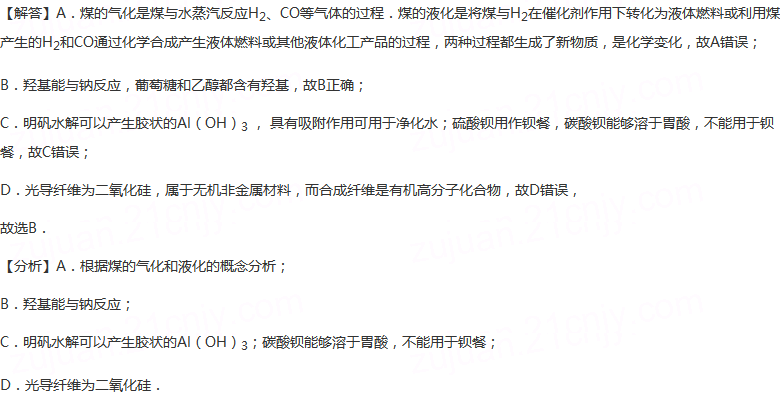 【解答】A．煤的气化是煤与水蒸汽反应H2、CO等气体的过程．煤的液化是将煤与H2在催化剂作用下转化为液体燃料或利用煤
产生的H2和CO通过化学合成产生液体燃料或其他液体化工产品的过程，两种过程都生成了新物质，是化学变化，故A错误；
B．羟基能与钠反应，葡萄糖和乙醇都含有羟基，故B正确；
C．明矾水解可以产生胶状的Al（OH）3 ， 具有吸附作用可用于净化水；硫酸钡用作钡餐，碳酸钡能够溶于胃酸，不能用于钡
餐，故C错误；
D．光导纤维为二氧化硅，属于无机非金属材料，而合成纤维是有机高分子化合物，故D错误，
故选B．
【分析】A．根据煤的气化和液化的概念分析；
B．羟基能与钠反应；
C．明矾水解可以产生胶状的Al（OH）3；碳酸钡能够溶于胃酸，不能用于钡餐；
D．光导纤维为二氧化硅．